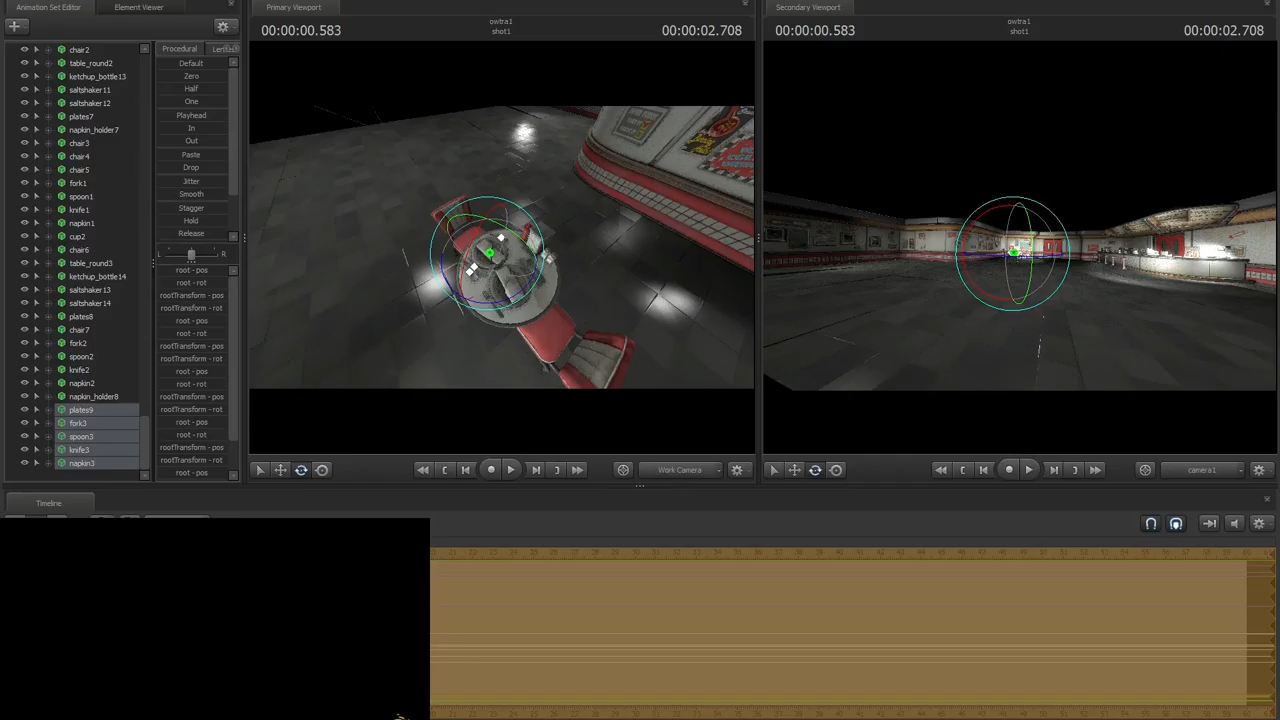 Animation Set Editor
Element Viewer
Primary Viewport
Secondary Viewport
00:00:00.583
owtra1
shot1
00:00:02.708
00:00:00.583
owtra1
shot1
00:00:02.708
chair2
table_round2
ketchup_bottle13
saltshaker11
saltshaker12
plates7
napkin_holder7
chair3
chair4
chair5
fork1
spoon1
knife1
napkin1
cup2
chair6
table_round3
ketchup_bottle14
saltshaker13
saltshaker14
plates8
chair7
fork2
spoon2
knife2
napkin2
napkin_holder8
plates9
fork3
spoon3
knife3
napkin3
Procedural
Default
Zero
Half
One
Playhead
In
Out
Paste
Drop
Jitter
Smooth
Stagger
Hold
Release
L
R
root - pos
root - rot
rootTransform - pos
rootTransform - rot
root - pos
root - rot
rootTransform - pos
rootTransform - rot
root - pos
root - rot
rootTransform - pos
rootTransform - rot
root - pos
root - rot
rootTransform - pos
rootTransform - rot
root - pos
Work Camera
camera1
Timeline